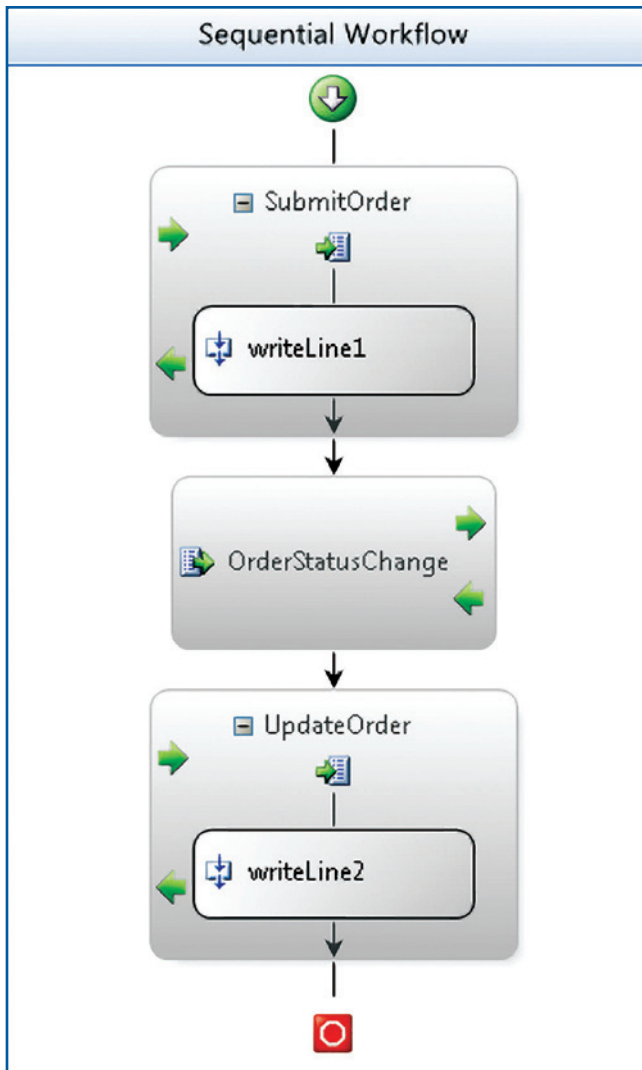 Sequential Workflow
SubmitOrder
writeLine1
OrderStatusChange
UpdateOrder
writeLine2